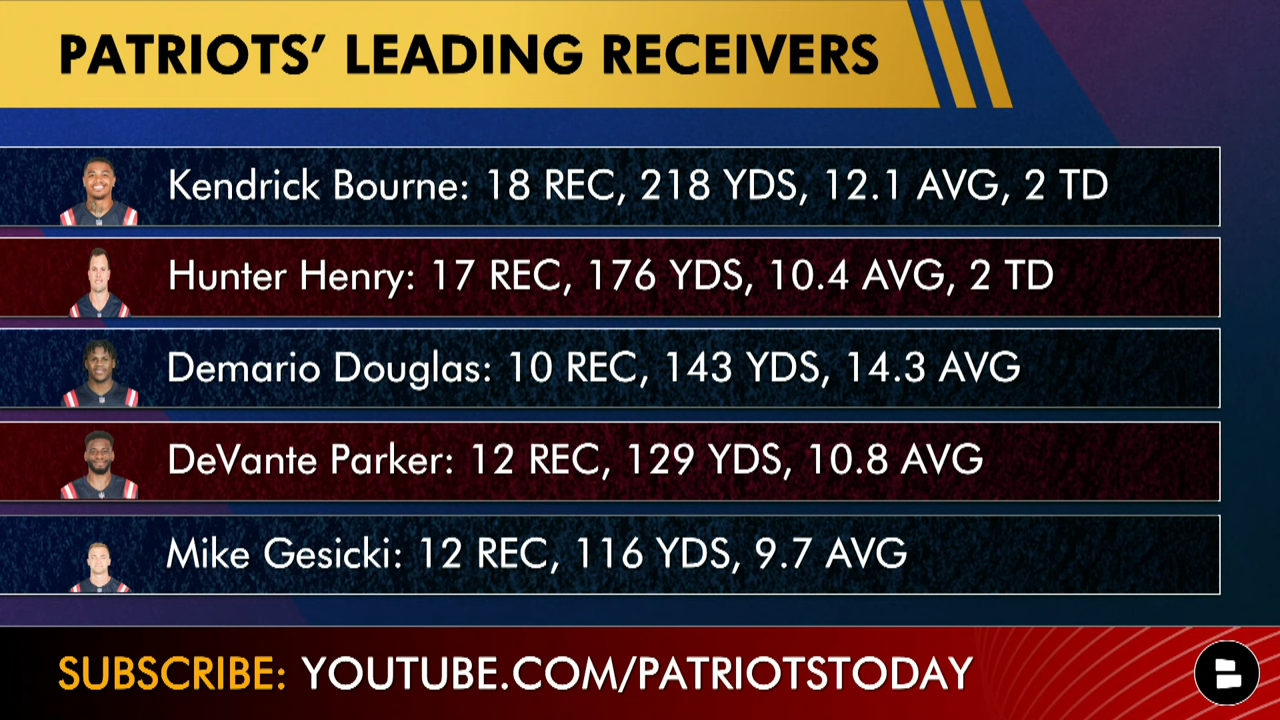 PATRIOTS’ LEADING RECEIVERS
Kendrick Bourne: 18 REC, 218 YDS, 12.1 AVG, 2 TD
Hunter Henry: 17 REC, 176 YDS, 10.4 AVG, 2 TD
Demario Douglas: 10 REC, 143 YDS, 14.3 AVG
DeVante Parker: 12 REC, 129 YDS, 10.8 AVG
Mike Gesicki: 12 REC, 116 YDS, 9.7 AVG
SUBSCRIBE: YOUTUBE.COM/PATRIOTSTODAY